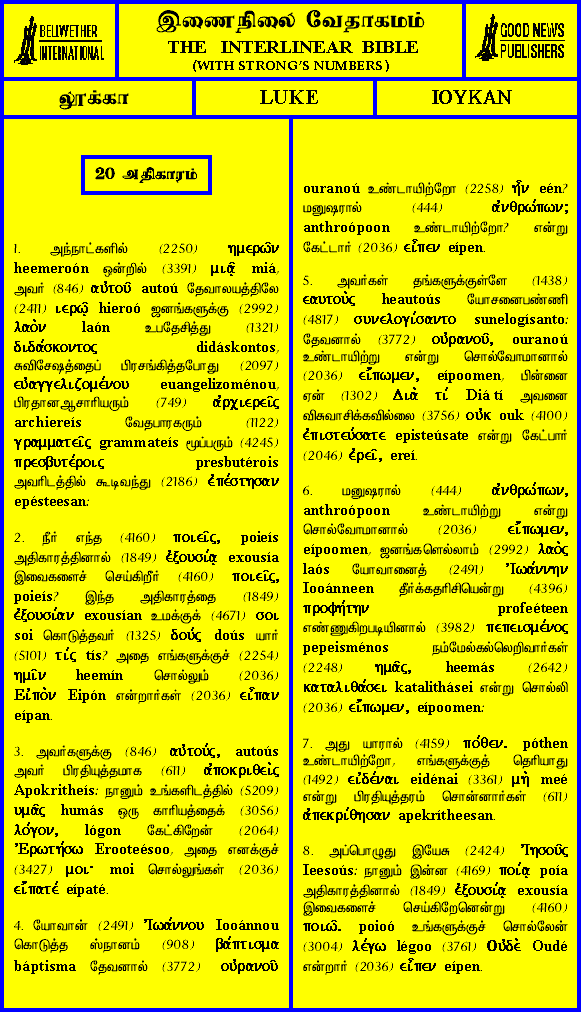 BELLWETHER
INTERNATIONAL
இணைநிலை வேதாகமம்
THE INTERLINEAR BIBLE
(WITH STRONG'S NUMBERS)
GOOD NEWS
PUBLISHERS
லூக்கா
LUKE
ΙΟΥΚΑΝ
20 அதிகாரம்
1. அந்நாட்களில் (2250) ημερῶν
heemeroón ஒன்றில் (3391) μιᾷ miá,
அவர் (846) αὐτοῦ autoú தேவாலயத்திலே
(2411) ιερῷ hieroó ஜனங்களுக்கு (2992)
λαὸν laón உபதேசித்து (1321)
διδάσκοντος didáskontos,
சுவிசேஷத்தைப் பிரசங்கித்தபோது (2097)
εὐαγγελιζομένου euangelizoménou,
பிரதானஆசாரியரும் (749) ἀρχιερεῖς
archiereís வேதபாரகரும் (1122)
γραμματεῖς grammateís மூப்பரும் (4245)
πρεσβυτέροις presbutérois
அவரிடத்தில் கூடிவந்து (2186) ἐπέστησαν
epésteesan:
2. நீர் எந்த (4160) ποιεῖς, poieís
அதிகாரத்தினால் (1849) ἐξουσίᾳ exousía
இவைகளைச் செய்கிறீர் (4160) ποιεῖς,
poieís? இந்த அதிகாரத்தை (1849)
ἐξουσίαν exousían உமக்குக் (4671) σοι
soi கொடுத்தவர் (1325) δούς doús யார்
(5101) τίς tís? அதை எங்களுக்குச் (2254)
ημῖν heemín சொல்லும் (2036)
Εἰπὸν Eipón என்றார்கள் (2036) εἶπαν
eípan.
3. அவர்களுக்கு (846) αὐτούς, autoús
அவர் பிரதியுத்தமாக (611) ἀποκριθεὶς
Apokritheís: நானும் உங்களிடத்தில் (5209)
υμᾶς humás ஒரு காரியத்தைக் (3056)
λόγον, lógon கேட்கிறேன் (2064)
Ἐρωτήσω Erooteésoo, அதை எனக்குச்
(3427) μοι· moi சொல்லுங்கள் (2036)
εἴπατέ eípaté.
4. யோவான் (2491) Ἰωάννου Iooánnou
கொடுத்த ஸ்நானம் (908) βάπτισμα
báptisma தேவனால் (3772) οὐρανοῦ
ouranoú உண்டாயிற்றோ (2258) ἦν eén?
மனுஷரால் (444) ἀνθρώπων;
anthroópoon உண்டாயிற்றோ? என்று
கேட்டார் (2036) εἶπεν eípen.
5. அவர்கள் தங்களுக்குள்ளே (1438)
εαυτοὺς heautoús யோசனைபண்ணி
(4817) συνελογίσαντο sunelogísanto:
தேவனால் (3772) οὐρανοῦ, ouranoú
உண்டாயிற்று என்று சொல்வோமானால்
(2036) εἴπωμεν, eípoomen, பின்னை
ஏன் (1302) Διὰ τί Diá tí அவனை
விசுவாசிக்கவில்லை (3756) οὐκ ouk (4100)
ἐπιστεύσατε episteúsate என்று கேட்பார்
(2046) ἐρεῖ, ereí.
6. மனுஷரால் (444) ἀνθρώπων,
anthroópoon உண்டாயிற்று என்று
சொல்வோமானால் (2036) εἴπωμεν,
eípoomen, ஜனங்களெல்லாம் (2992) λαὸς
laós யோவானைத் (2491) Ἰωάννην
Iooánneen தீர்க்கதரிசியென்று (4396)
προφήτην profeéteen
எண்ணுகிறபடியினால் (3982) πεπεισμένος
pepeisménos நம்மேல்கல்லெறிவார்கள்
(2248) ημᾶς, heemás (2642)
καταλιθάσει katalithásei என்று சொல்லி
(2036) εἴπωμεν, eípoomen:
7. அது யாரால் (4159) πόθεν. póthen
உண்டாயிற்றோ, எங்களுக்குத் தெரியாது
(1492) εἰδέναι eidénai (3361) μὴ meé
என்று பிரதியுத்தரம் சொன்னார்கள் (611)
ἀπεκρίθησαν apekrítheesan.
8. அப்பொழுது இயேசு (2424) Ἰησοῦς
Ieesoús: நானும் இன்ன (4169) ποίᾳ poía
அதிகாரத்தினால் (1849) ἐξουσίᾳ exousía
இவைகளைச் செய்கிறேனென்று (4160)
ποιῶ. poioó உங்களுக்குச் சொல்லேன்
(3004) λέγω légoo (3761) Οὐδὲ Oudé
என்றார் (2036) εἶπεν eípen.